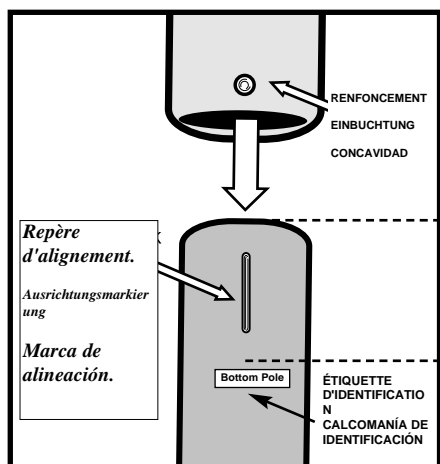 RENFONCEMENT
EINBUCHTUNG
CONCAVIDAD
Repère
d'alignement.
Ausrichtungsmarkier
ung
Marca de
alineación.
Bottom Pole
ÉTIQUETTE
D'IDENTIFICATIO
N
CALCOMANÍA DE
IDENTIFICACIÓN